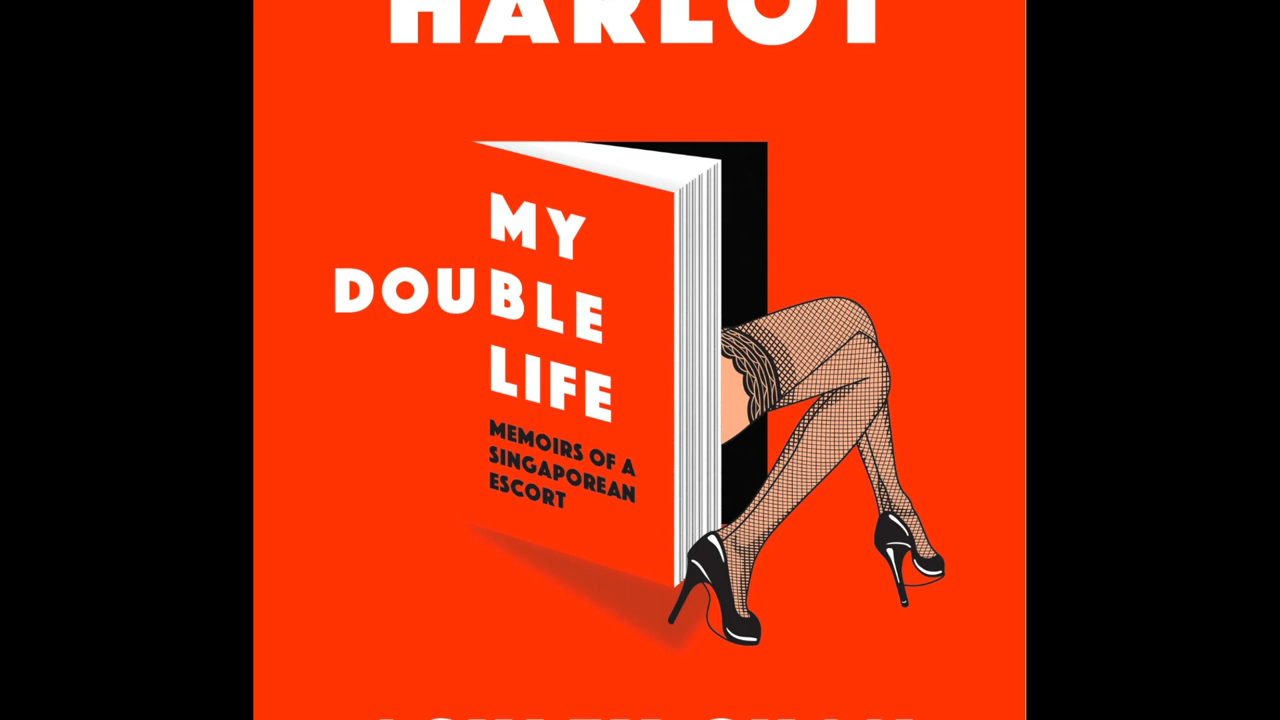 HARLOT
MY
DOUBLE
LIFE
MEMOIRS OF A
SINGAPOREAN
ESCORT